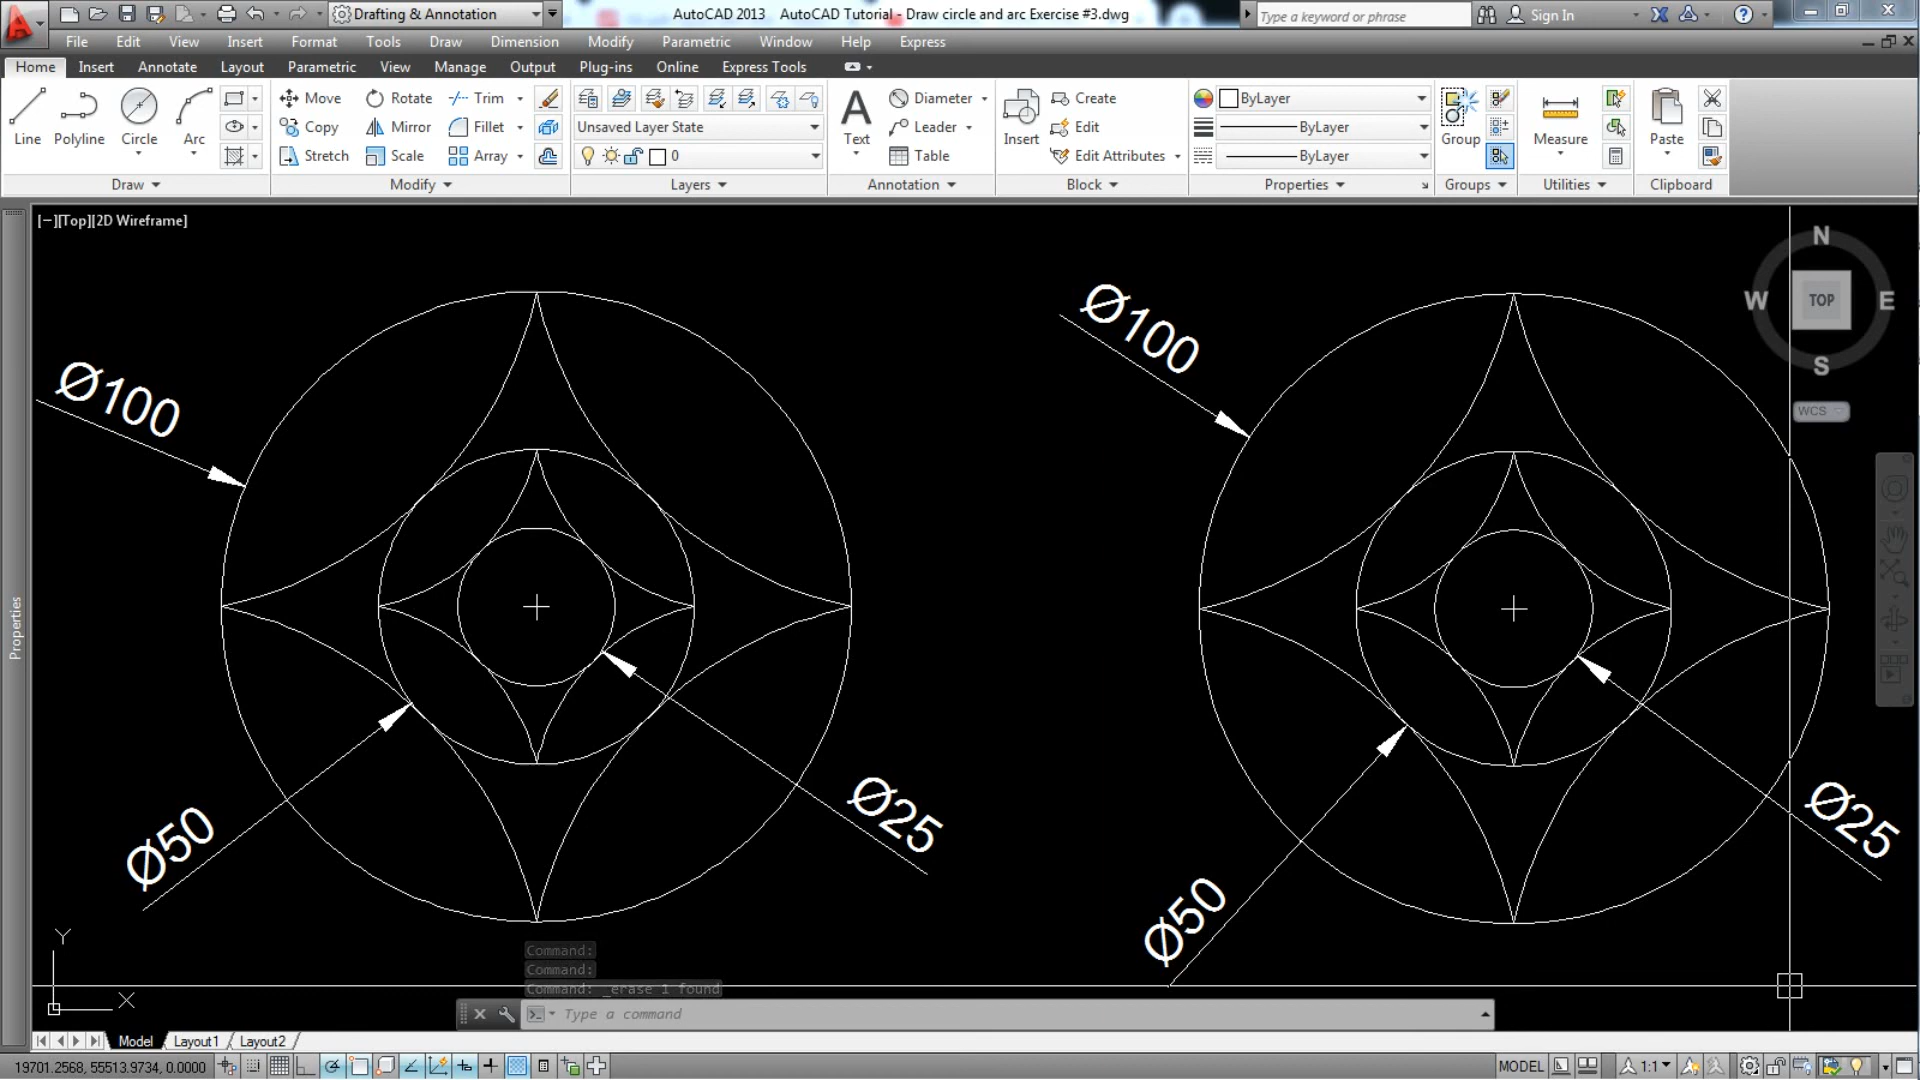 Drafting & Annotation
AutoCAD 2013 AutoCAD Tutorial - Draw circle and arc Exercise #3.dwg
Type a keyword or phrase
Sign In
File Edit View Insert Format Tools Draw Dimension Modify Parametric Window Help Express
Home Insert Annotate Layout Parametric View Manage Output Plug-ins Online Express Tools
Line Polyline Circle Arc
Move Rotate Trim
Copy Mirror Fillet
Stretch Scale Array
Unsaved Layer State
0
Text
Diameter
Leader
Table
Insert
Create
Edit
Edit Attributes
ByLayer
ByLayer
ByLayer
Group
Measure
Paste
Draw Modify Layers Annotation Block Properties Groups Utilities Clipboard
[−][Top][2D Wireframe]
N
W TOP E
S
WCS
Properties
Ø100
Ø50
Ø25
Ø100
Ø50
Ø25
Y
X
Command:
Command:
Command: _erase 1 found
Type a command
Model Layout1 Layout2
19701.2568, 55513.9734, 0.0000
MODEL
1:1